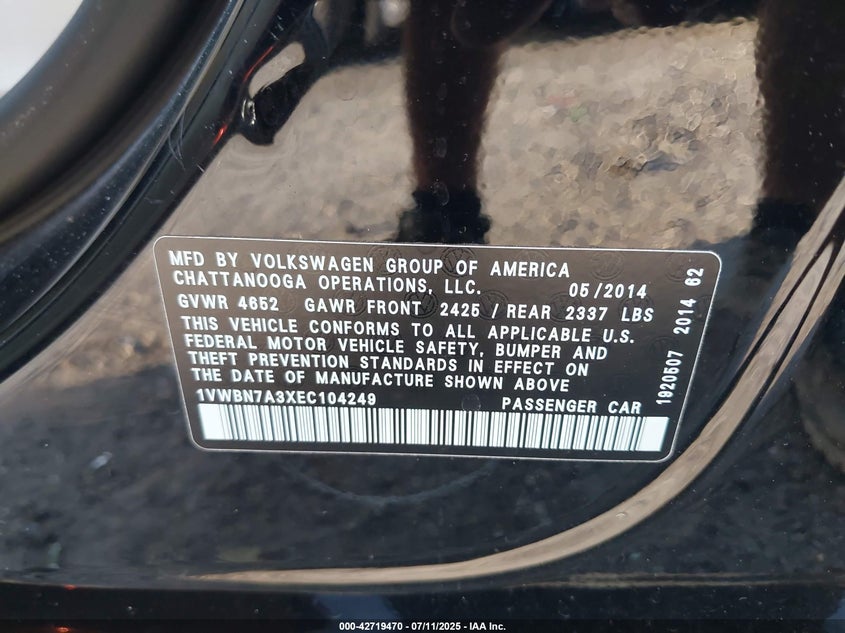 MFD BY VOLKSWAGEN GROUP OF AMERICA
CHATTANOOGA OPERATIONS, LLC. 05/2014
GVWR 4652 GAWR FRONT 2425 / REAR 2337 LBS
THIS VEHICLE CONFORMS TO ALL APPLICABLE U.S.
FEDERAL MOTOR VEHICLE SAFETY, BUMPER AND
THEFT PREVENTION STANDARDS IN EFFECT ON
THE DATE OF MANUFACTURE SHOWN ABOVE
1VWBN7A3XEC104249 PASSENGER CAR
1920507 2014 62
000-42719470 - 07/11/2025 - IAA Inc.